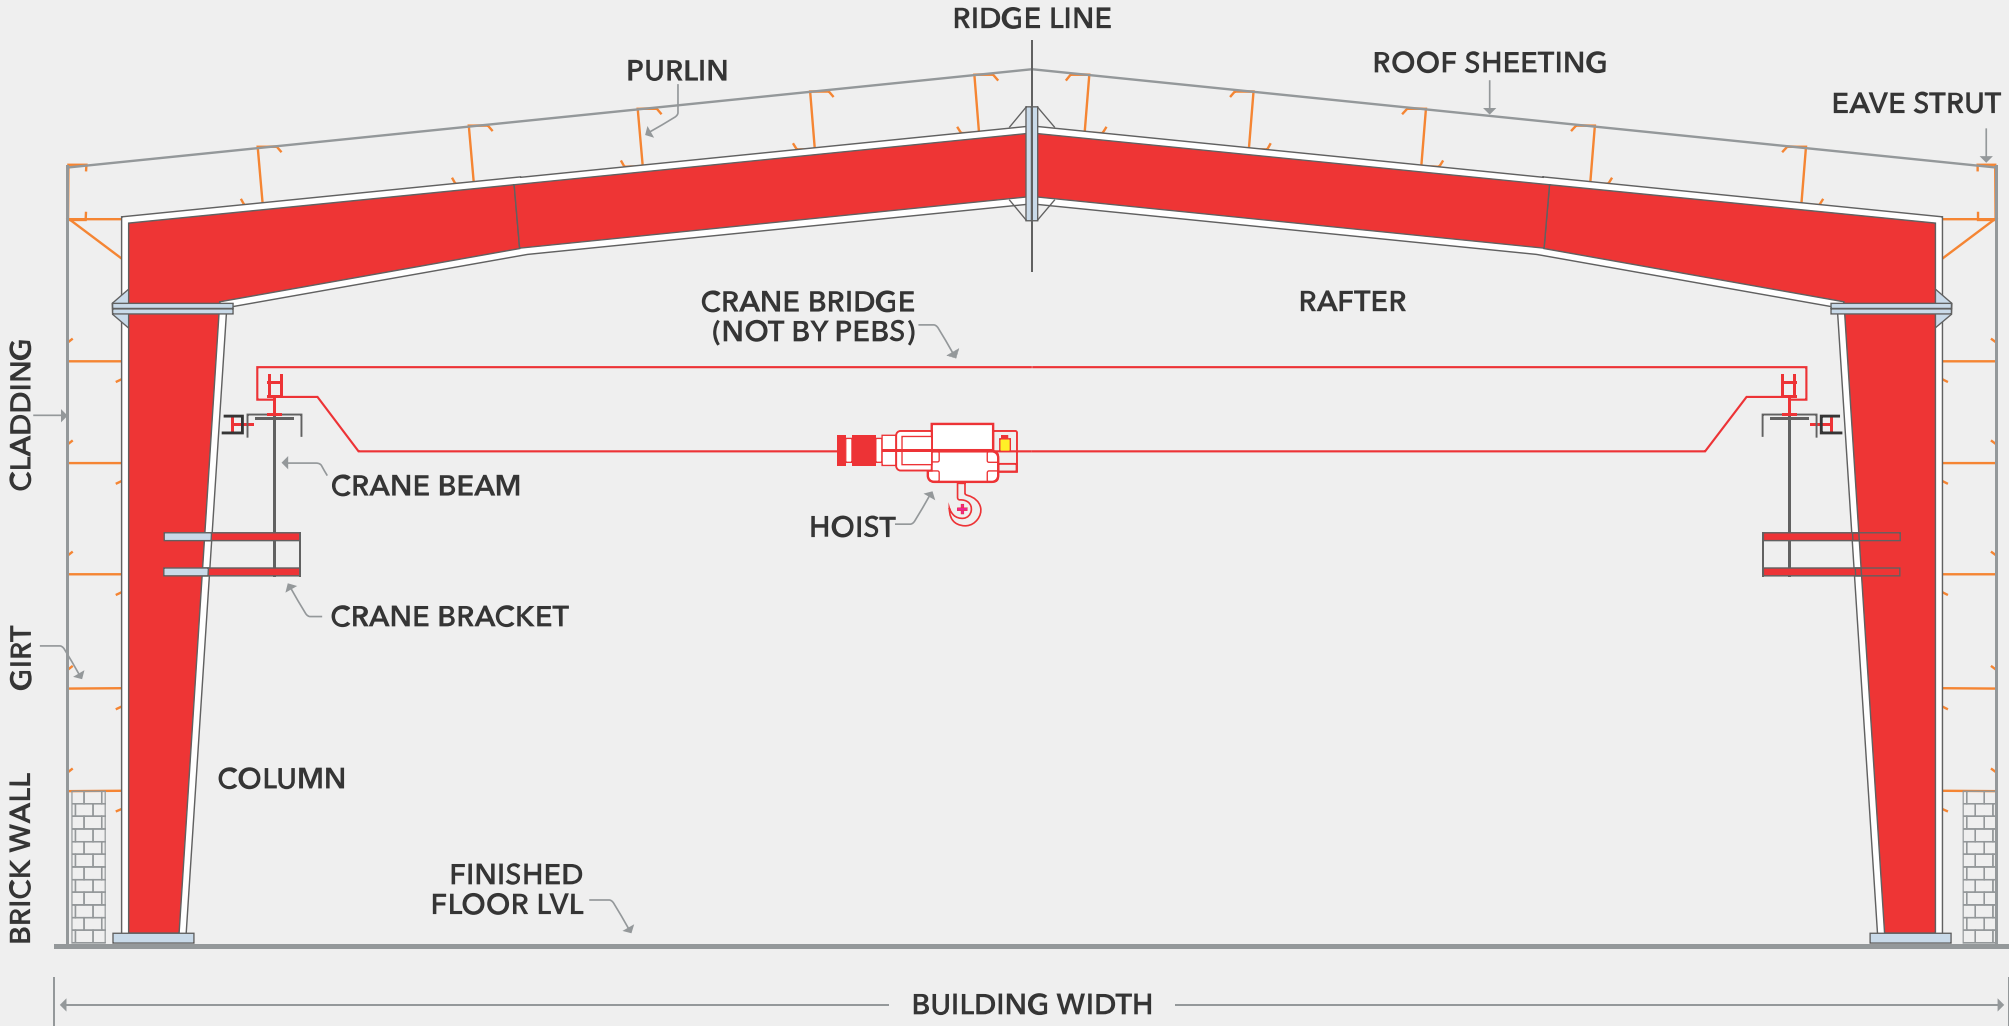 RIDGE LINE
PURLIN
ROOF SHEETING
EAVE STRUT
CRANE BRIDGE
(NOT BY PEBS)
RAFTER
CLADDING
CRANE BEAM
HOIST
CRANE BRACKET
GIRT
COLUMN
BRICK WALL
FINISHED
FLOOR LVL
BUILDING WIDTH